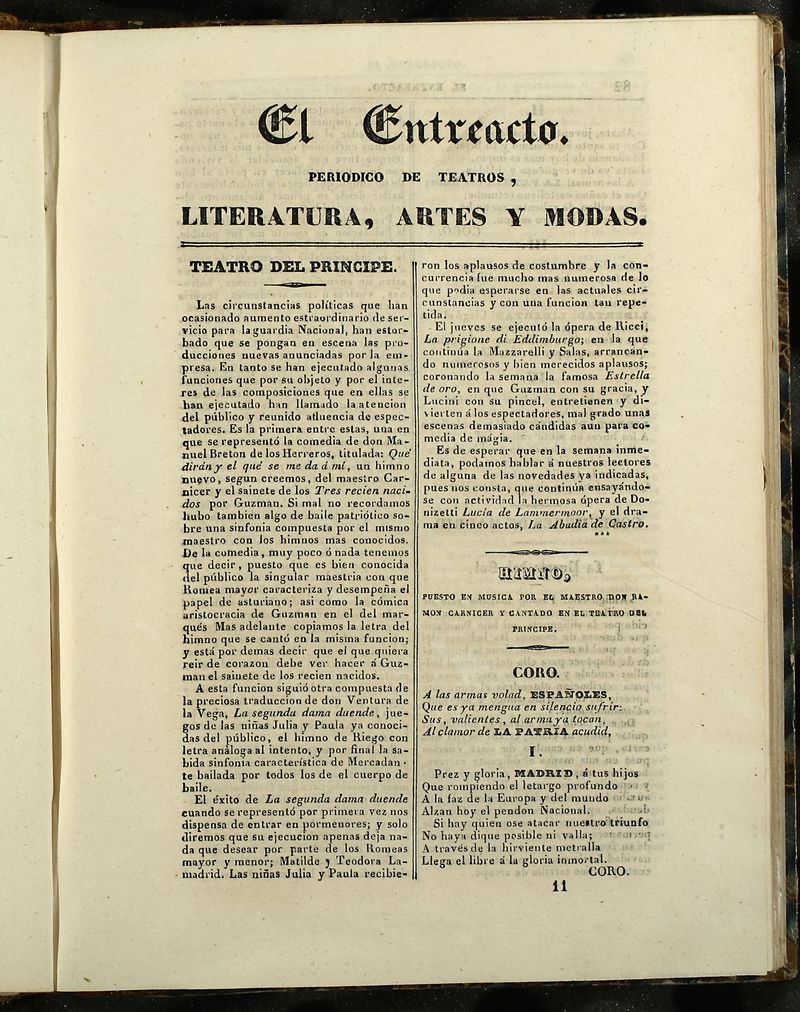 El Entreacto.
PERIODICO DE TEATROS,
LITERATURA, ARTES Y MODAS.
TEATRO DEL PRINCIPE.
Las circunstancias políticas que han
ocasionado aumento estraordinario de ser-
vicio para la guardia Nacional, han estor-
bado que se pongan en escena las pro-
ducciones nuevas anunciadas por la em-
presa. En tanto se han ejecutado algunas
funciones que por su objeto y por el inte-
res de las composiciones que en ellas se
han ejecutado han llamado la atencion
del público y reunido afluencia de espec-
tadores. Es la primera entre estas, una en
que se representó la comedia de don Ma-
nuel Breton de los Herreros, titulada: Qué
dirán y el qué se me da á mí, un himno
nuevo, segun creemos, del maestro Car-
nicer y el sainete de los Tres recien naci-
dos por Guzman. Si mal no recordamos
hubo tambien algo de baile patriótico so-
bre una sinfonia compuesta por el mismo
maestro con los himnos mas conocidos.
De la comedia, muy poco ó nada tenemos
que decir, puesto que es bien conocida
del público la singular maestria con que
Romea mayor caracteriza y desempeña el
papel de asturiano; asi como la cómica
aristocracia de Guzman en el del mar-
qués Mas adelante copiamos la letra del
himno que se cantó en la misma funcion;
y está por demas decir que el que quiera
reir de corazon debe ver hacer á Guz-
man el sainete de los recien nacidos.
A esta funcion siguió otra compuesta de
la preciosa traduccion de don Ventura de
la Vega, La segunda dama duende, jue-
gos de las niñas Julia y Paula ya conoci-
das del público, el himno de Riego con
letra análoga al intento, y por final la sa-
bida sinfonia característica de Mercadan-
te bailada por todos los de el cuerpo de
baile.
El éxito de La segunda dama duende
cuando se representó por primera vez nos
dispensa de entrar en pormenores; y solo
diremos que su ejecucion apenas deja na-
da que desear por parte de los Romeas
mayor y menor; Matilde y Teodora La-
madrid. Las niñas Julia y Paula recibie-
ron los aplausos de costumbre y la con-
currencia fue mucho mas numerosa de lo
que podia esperarse en las actuales cir-
cunstancias y con una funcion tan repe-
tida.
El jueves se ejecutó la ópera de Ricci,
La prigione di Eddimburgo; en la que
continúa la Mazzarelli y Salas, arrancan-
do numerosos y bien merecidos aplausos;
coronando la semana la famosa Estrella
de oro, en que Guzman con su gracia, y
Lucini con su pincel, entretienen y di-
vierten á los espectadores, mal grado unas
escenas demasiado cándidas aun para co-
media de mágia.
Es de esperar que en la semana inme-
diata, podamos hablar á nuestros lectores
de alguna de las novedades ya indicadas,
pues nos consta, que continúa ensayándo-
se con actividad la hermosa ópera de Do-
nizetti Lucia de Lammermoor, y el dra-
ma en cinco actos, La Abadia de Castro.
***
HIMNO,
PUESTO EN MUSICA POR EL MAESTRO DON RA-
MON CARNICER Y CANTADO EN EL TEATRO DEL
PRINCIPE.
CORO.
A las armas volad, ESPAÑOLES,
Que es ya mengua en silencio sufrir:
Sus, valientes, al arma ya tocan,
Al clamor de LA PATRIA acudid,
I.
Prez y gloria, MADRID, á tus hijos
Que rompiendo el letargo profundo
A la faz de la Europa y del mundo
Alzan hoy el pendon Nacional.
Si hay quien ose atacar nuestro triunfo
No haya dique posible ni valla;
A través de la hirviente metralla
Llega el libre á la gloria inmortal.
CORO.
11